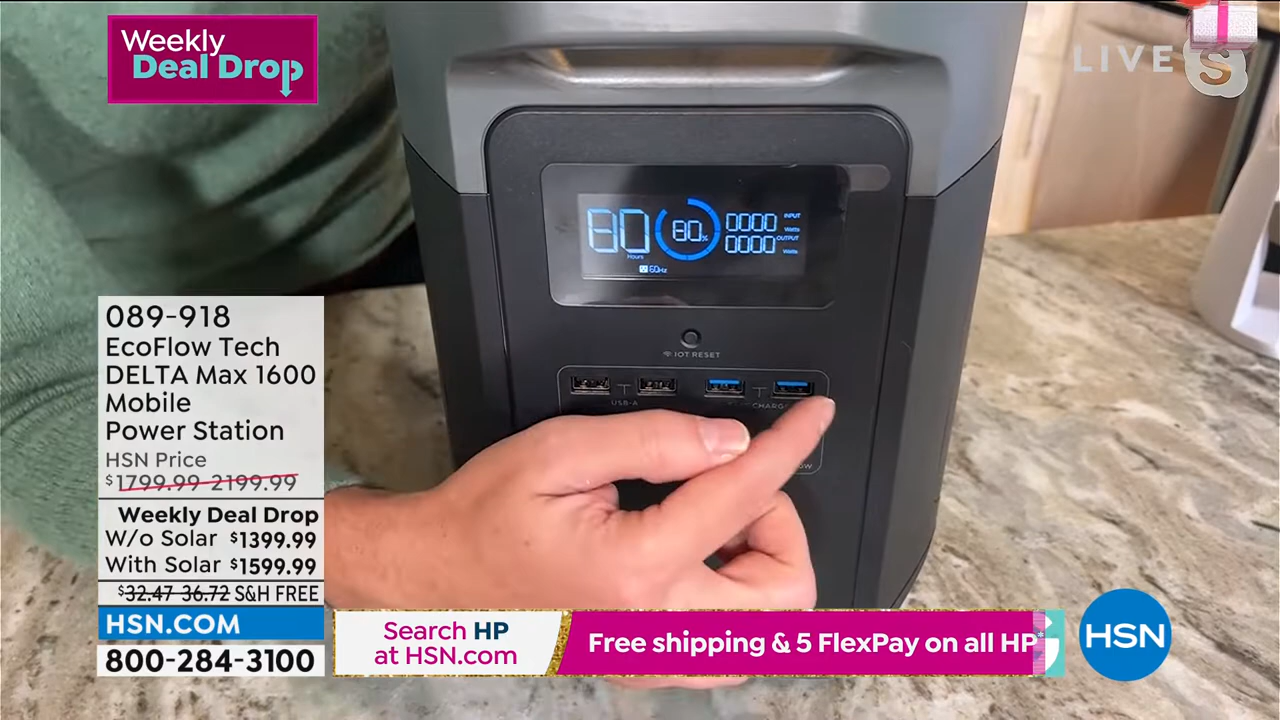 Weekly
Deal Drop
LIVE S
80 Hours
80%
0000 INPUT Watts
0000 OUTPUT Watts
60Hz
IOT RESET
USB-A
089-918
EcoFlow Tech
DELTA Max 1600
Mobile
Power Station
HSN Price
$1799.99-2199.99
Weekly Deal Drop
W/o Solar $1399.99
With Solar $1599.99
$32.47-36.72 S&H FREE
HSN.COM
800-284-3100
Search HP
at HSN.com
Free shipping & 5 FlexPay on all HP*
HSN